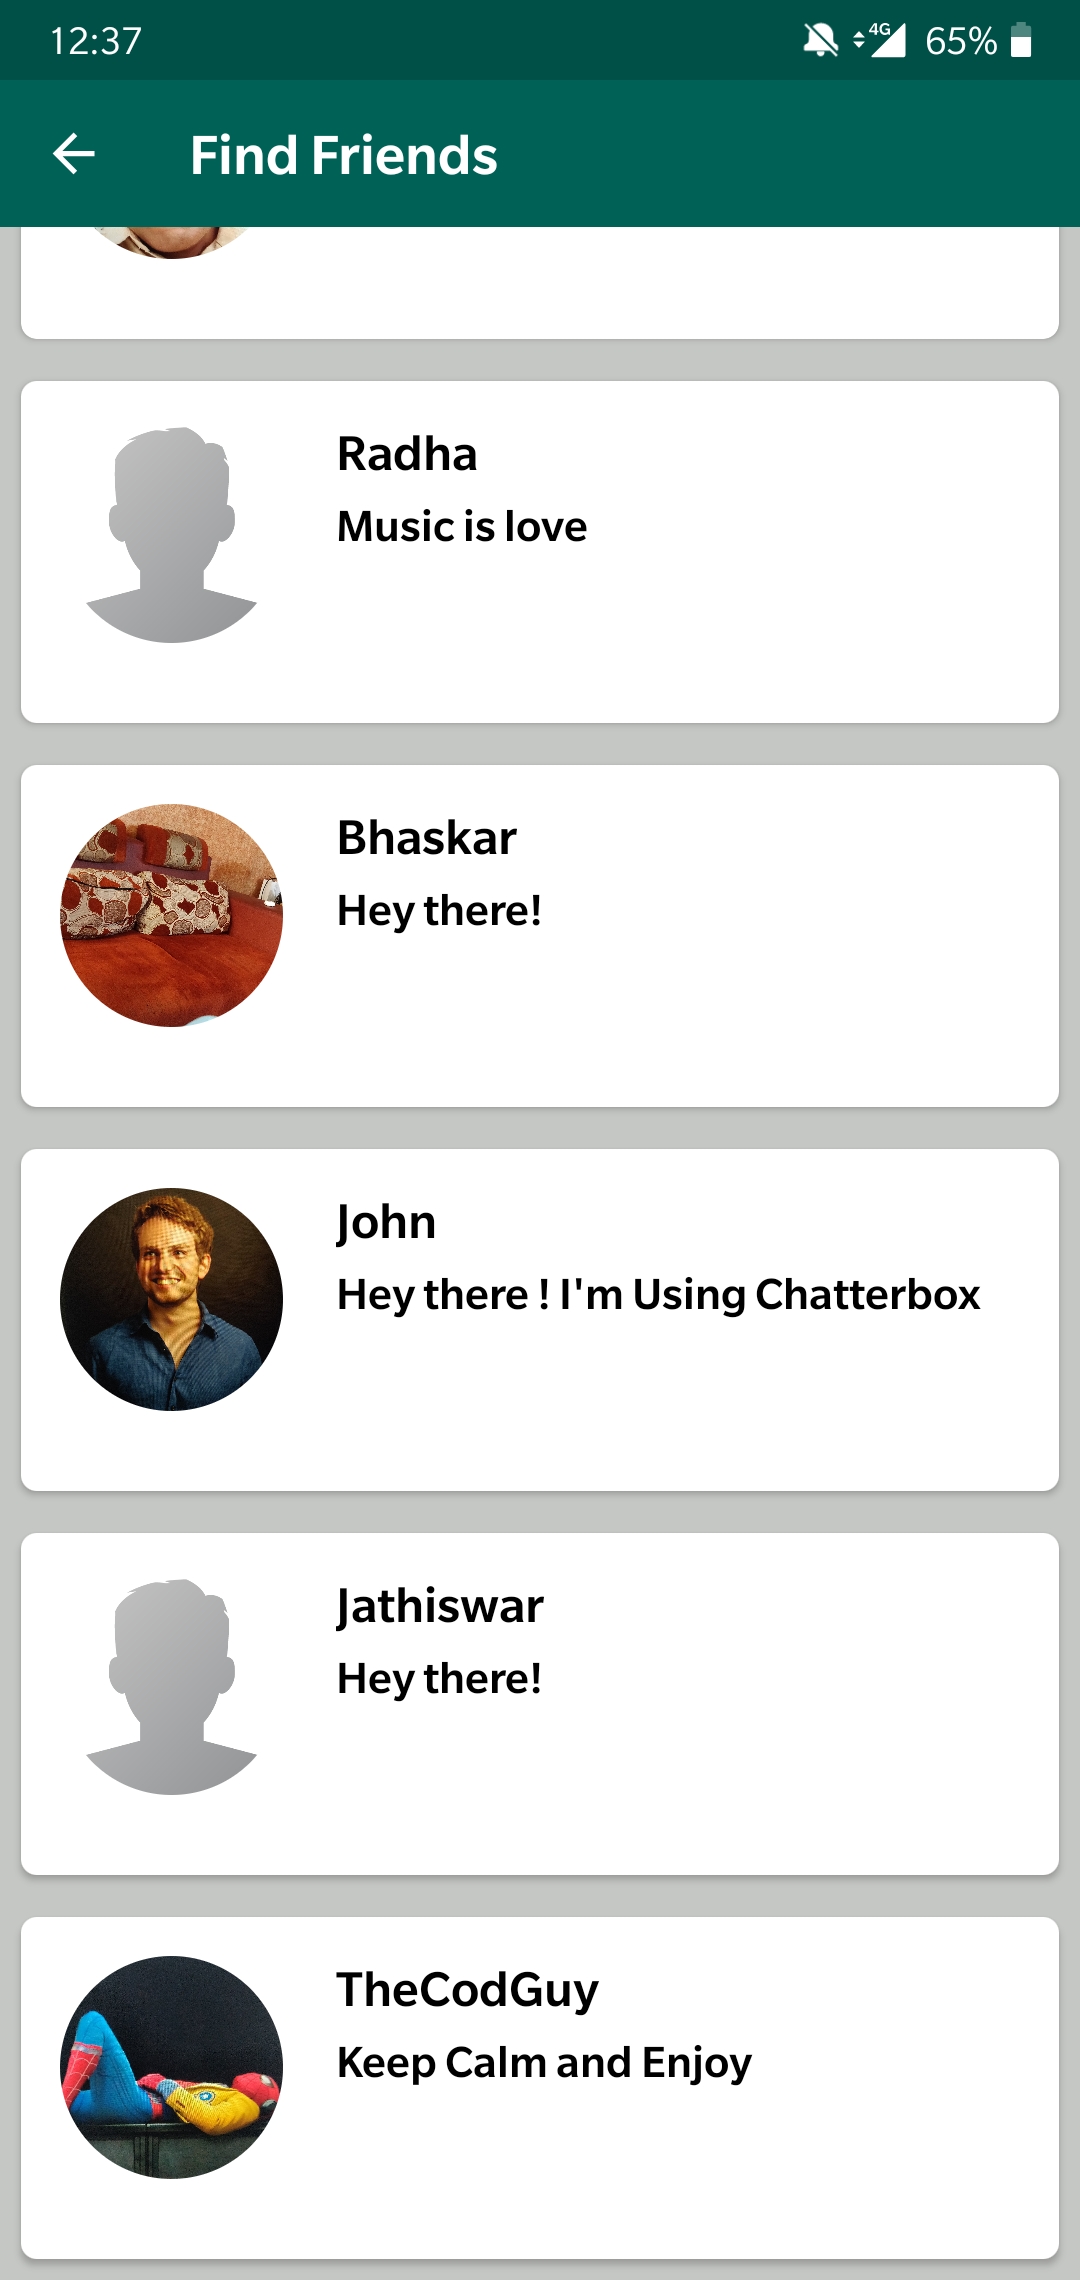 12:37
4G
65%
Find Friends
Radha
Music is love
Bhaskar
Hey there!
John
Hey there ! I'm Using Chatterbox
Jathiswar
Hey there!
TheCodGuy
Keep Calm and Enjoy